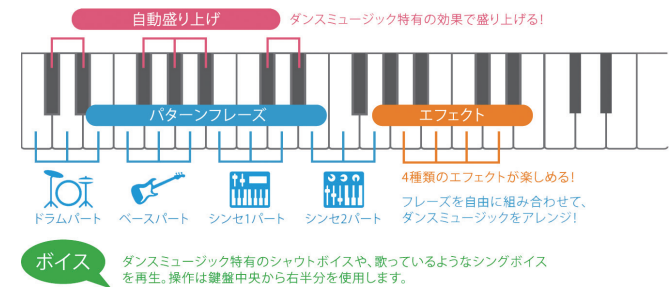 自動盛り上げ
ダンスミュージック特有の効果で盛り上げる!
パターンフレーズ
エフェクト
ドラムパート
ベースパート
シンセ1パート
シンセ2パート
4種類のエフェクトが楽しめる!
フレーズを自由に組み合わせて、
ダンスミュージックをアレンジ!
ボイス
ダンスミュージック特有のシャウトボイスや、歌っているようなシングボイス
を再生。操作は鍵盤中央から右半分を使用します。